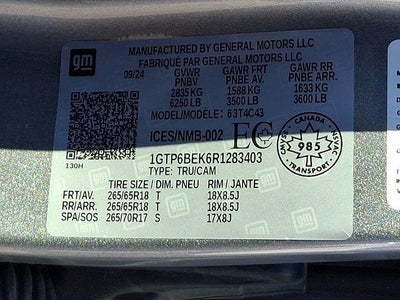 MANUFACTURED BY GENERAL MOTORS LLC
FABRIQUÉ PAR GENERAL MOTORS LLC
gm
09/24 GVWR GAWR FRT GAWR RR
PNBV PNBE AV. PNBE ARR.
2835 KG 1588 KG 1633 KG
6250 LB 3500 LB 3600 LB
MODEL/MODÈLE: 63T4C43
ICES/NMB-002 EC
CANADA
985
TRANSPORT
CMVSS
NSVAC
1GTP6BEK6R1283403
TYPE: TRU/CAM
130H
TIRE SIZE / DIM. PNEU RIM / JANTE
FRT/AV. 265/65R18 T 18X8.5J
RR/ARR. 265/65R18 T 18X8.5J
SPA/SOS 265/70R17 S 17X8J